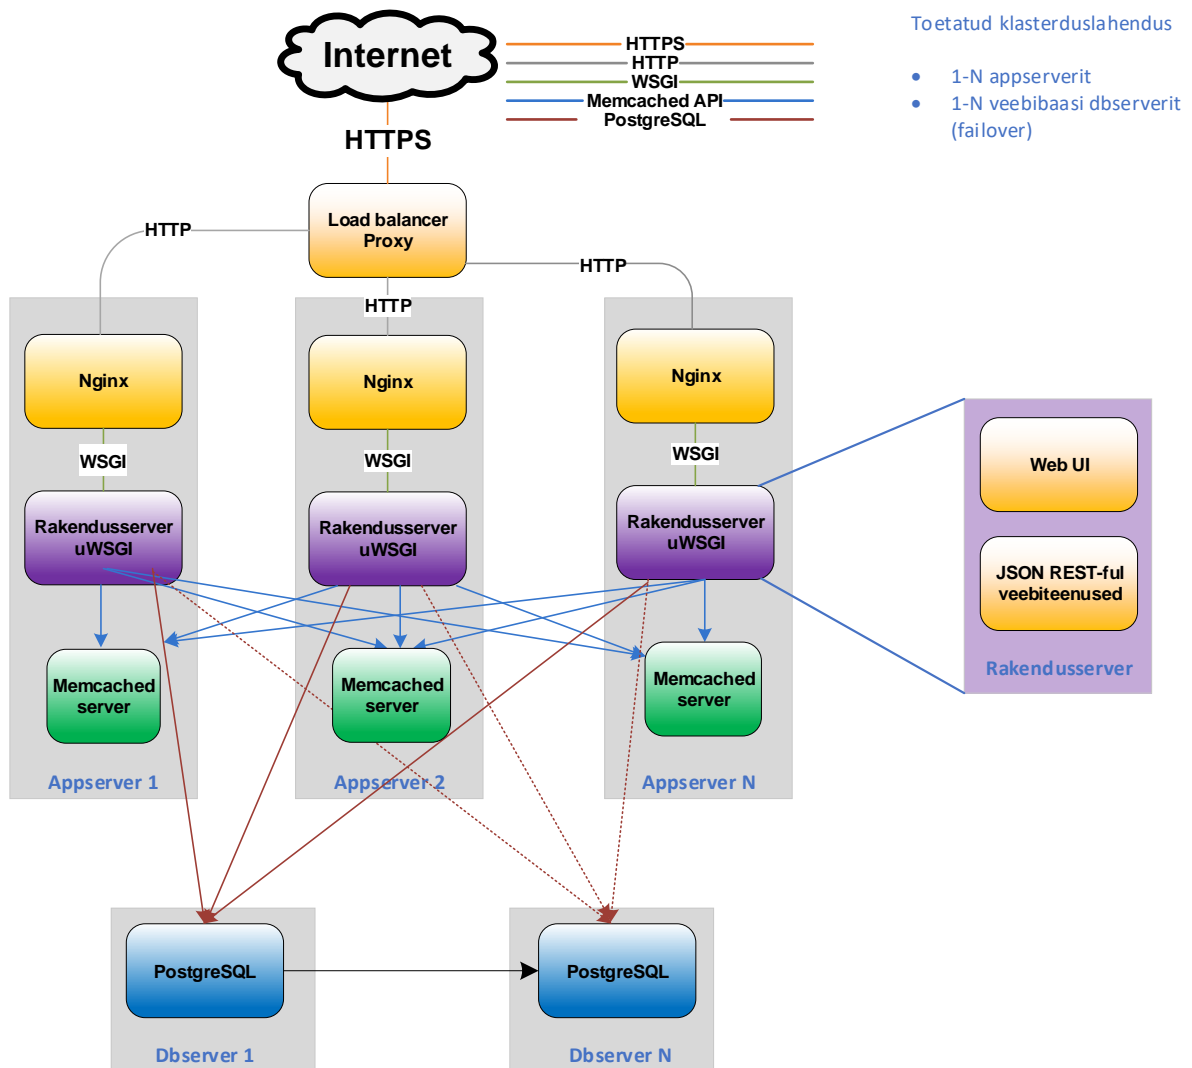 Internet
HTTPS
HTTP
WSGI
Memcached API
PostgreSQL
Toetatud klasterduslahendus
• 1-N appserverit
• 1-N veebibaasi dbserverit
(failover)
HTTPS
Load balancer
Proxy
HTTP
HTTP
HTTP
Nginx
Nginx
Nginx
WSGI
WSGI
WSGI
Rakendusserver
uWSGI
Rakendusserver
uWSGI
Rakendusserver
uWSGI
Web UI
JSON REST-ful
veebiteenused
Rakendusserver
Memcached
server
Memcached
server
Memcached
server
Appserver 1
Appserver 2
Appserver N
PostgreSQL
PostgreSQL
Dbserver 1
Dbserver N